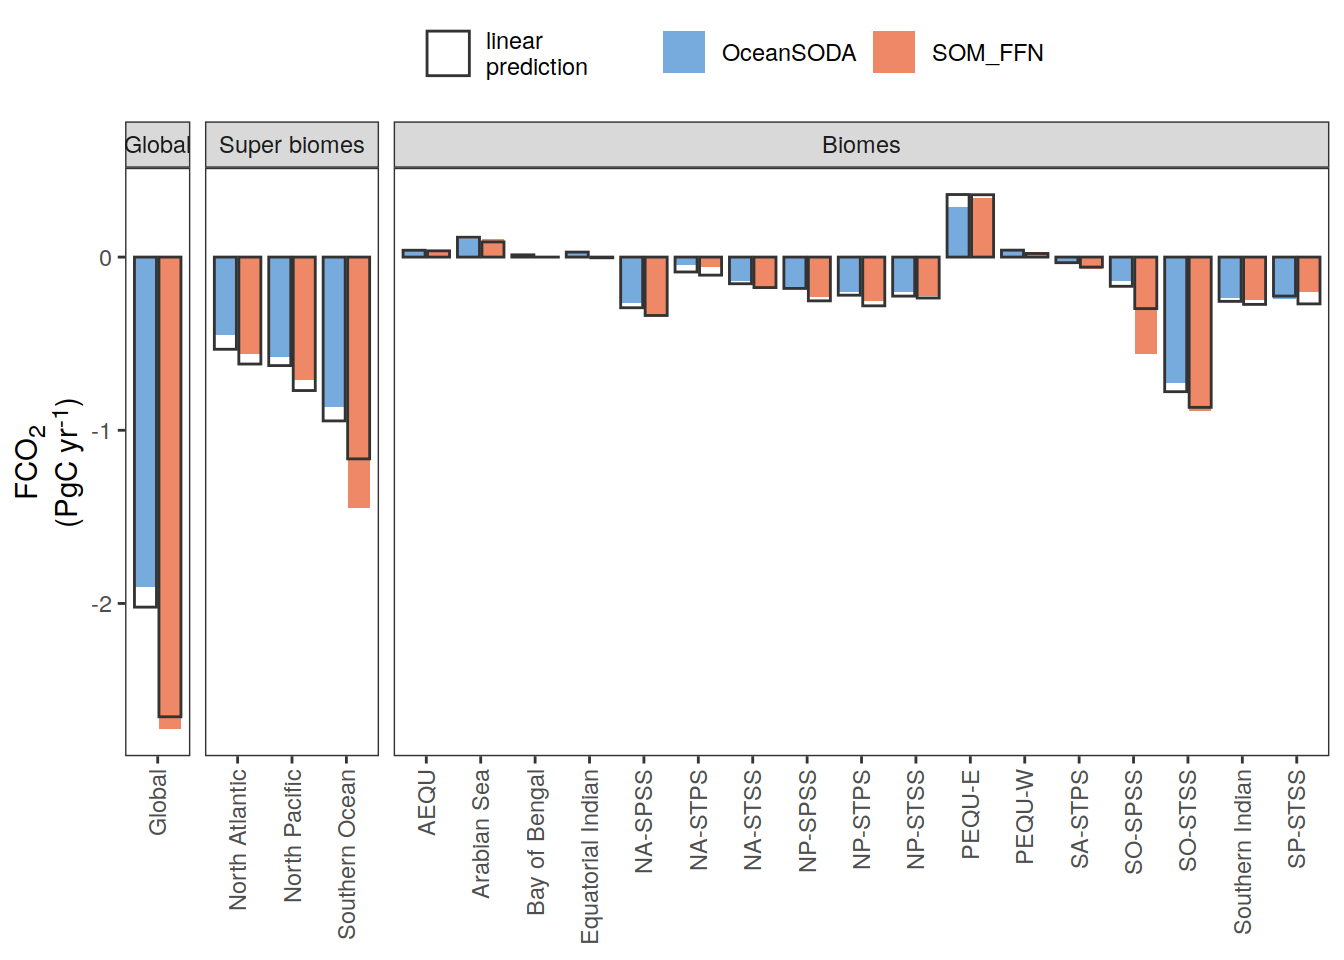 linear
prediction
OceanSODA
SOM_FFN
Global
Super biomes
Biomes
FCO₂
(PgC yr⁻¹)
0
-1
-2
Global
North Atlantic
North Pacific
Southern Ocean
AEQU
Arabian Sea
Bay of Bengal
Equatorial Indian
NA-SPSS
NA-STPS
NA-STSS
NP-SPSS
NP-STPS
NP-STSS
PEQU-E
PEQU-W
SA-STPS
SO-SPSS
SO-STSS
Southern Indian
SP-STSS